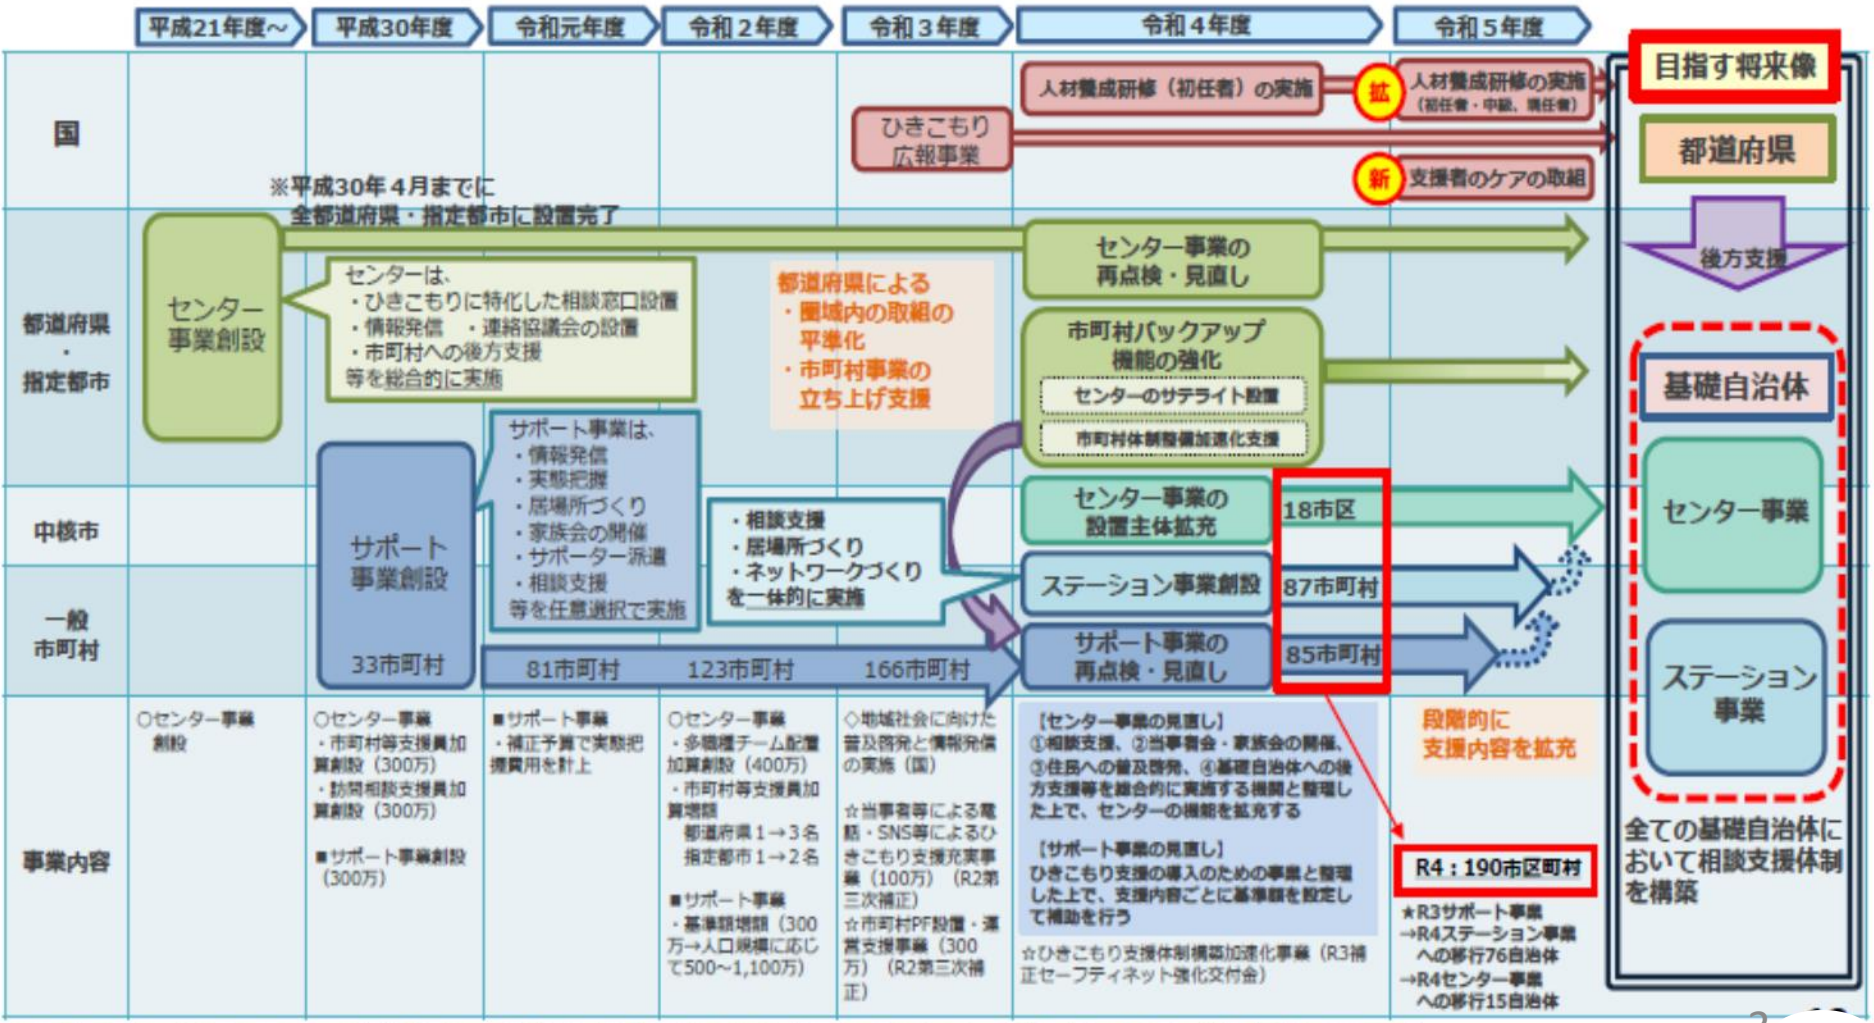 平成21年度～
平成30年度
令和元年度
令和２年度
令和３年度
令和４年度
令和５年度
国
人材養成研修（初任者）の実施
拡
人材養成研修の実施
（初任者・中級、現任者）
ひきこもり
広報事業
新
支援者のケアの取組
※平成30年４月までに
全都道府県・指定都市に設置完了
都道府県
・
指定都市
センター
事業創設
センターは、
・ひきこもりに特化した相談窓口設置
・情報発信　・連絡協議会の設置
・市町村への後方支援
等を総合的に実施
都道府県による
・圏域内の取組の
平準化
・市町村事業の
立ち上げ支援
センター事業の
再点検・見直し
市町村バックアップ
機能の強化
センターのサテライト設置
市町村体制整備加速化支援
中核市
一般
市町村
サポート
事業創設
33市町村
サポート事業は、
・情報発信
・実態把握
・居場所づくり
・家族会の開催
・サポーター派遣
・相談支援
等を任意選択で実施
・相談支援
・居場所づくり
・ネットワークづくり
を一体的に実施
81市町村
123市町村
166市町村
センター事業の
設置主体拡充
18市区
ステーション事業創設
87市町村
サポート事業の
再点検・見直し
85市町村
事業内容
○センター事業
創設
○センター事業
・市町村等支援員加
算創設（300万）
・訪問相談支援員加
算創設（300万）
■サポート事業創設
（300万）
■サポート事業
・補正予算で実態把
握費用を計上
○センター事業
・多職種チーム配置
加算創設（400万）
・市町村等支援員加
算増額
都道府県１→３名
指定都市１→２名
■サポート事業
・基準額増額（300
万→人口規模に応じ
て500～1,100万）
◇地域社会に向けた
普及啓発と情報発信
の実施（国）
☆当事者等による電
話・SNS等によるひ
きこもり支援充実事
業（100万）（R2第
三次補正）
☆市町村PF設置・運
営支援事業（300
万）（R2第三次補
正）
【センター事業の見直し】
①相談支援、②当事者会・家族会の開催、
③住民への普及啓発、④基礎自治体への後
方支援等を総合的に実施する機関と整理し
た上で、センターの機能を拡充する
【サポート事業の見直し】
ひきこもり支援の導入のための事業と整理
した上で、支援内容ごとに基準額を設定し
て補助を行う
☆ひきこもり支援体制構築加速化事業（R3補
正セーフティネット強化交付金）
段階的に
支援内容を拡充
R4：190市区町村
★R3サポート事業
→R4ステーション事業
への移行76自治体
→R4センター事業
への移行15自治体
目指す将来像
都道府県
後方支援
基礎自治体
センター事業
ステーション
事業
全ての基礎自治体に
おいて相談支援体制
を構築